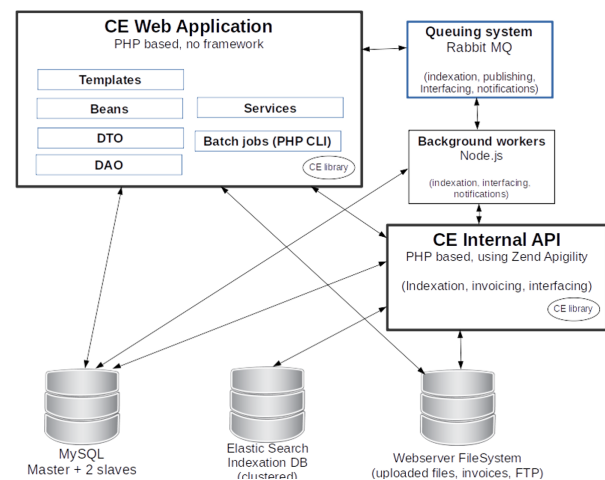 CE Web Application
PHP based, no framework
Templates
Beans
DTO
DAO
Services
Batch jobs (PHP CLI)
CE library
Queuing system
Rabbit MQ
(indexation, publishing,
Interfacing, notifications)
Background workers
Node.js
(indexation, interfacing,
notifications)
CE Internal API
PHP based, using Zend Apigility
(Indexation, invoicing, interfacing)
CE library
MySQL
Master + 2 slaves
Elastic Search
Indexation DB
(clustered)
Webserver FileSystem
(uploaded files, invoices, FTP)